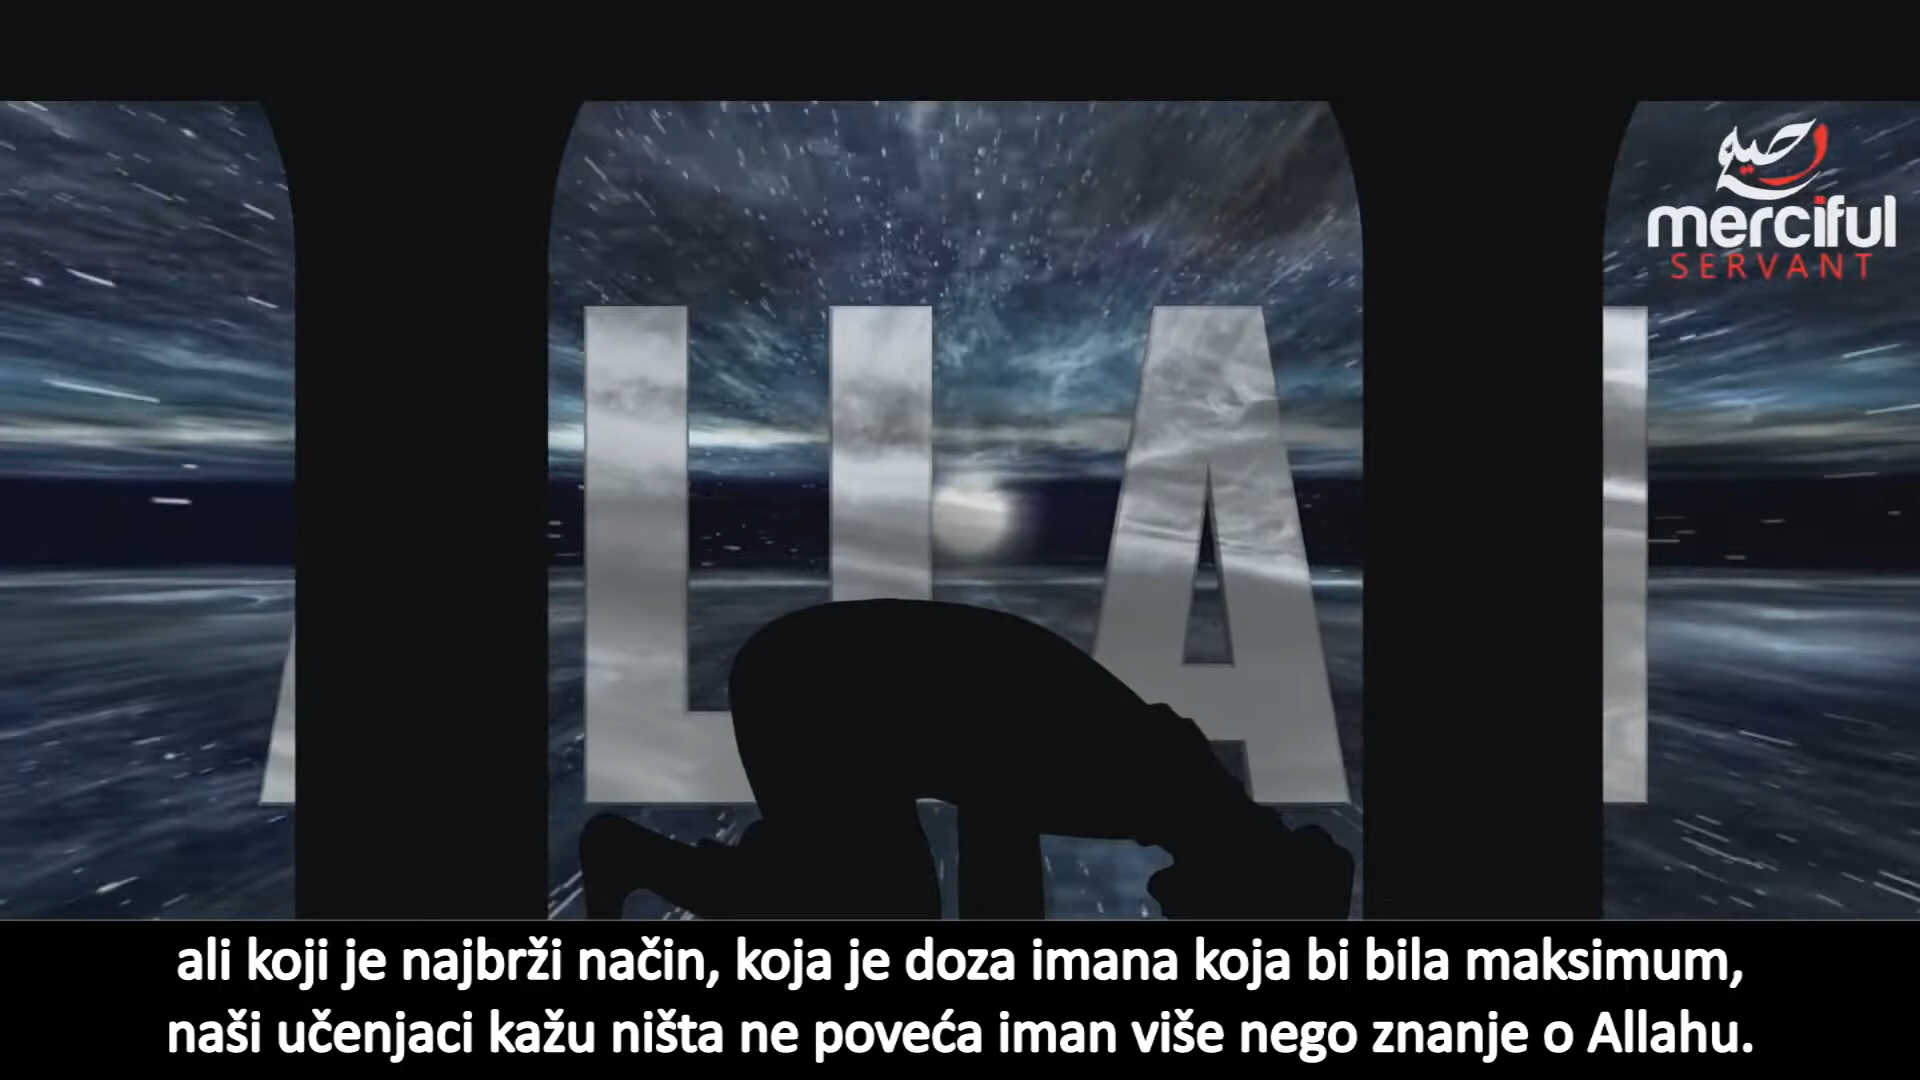 merciful
SERVANT
LLA
ali koji je najbrži način, koja je doza imana koja bi bila maksimum,
naši učenjaci kažu ništa ne poveća iman više nego znanje o Allahu.